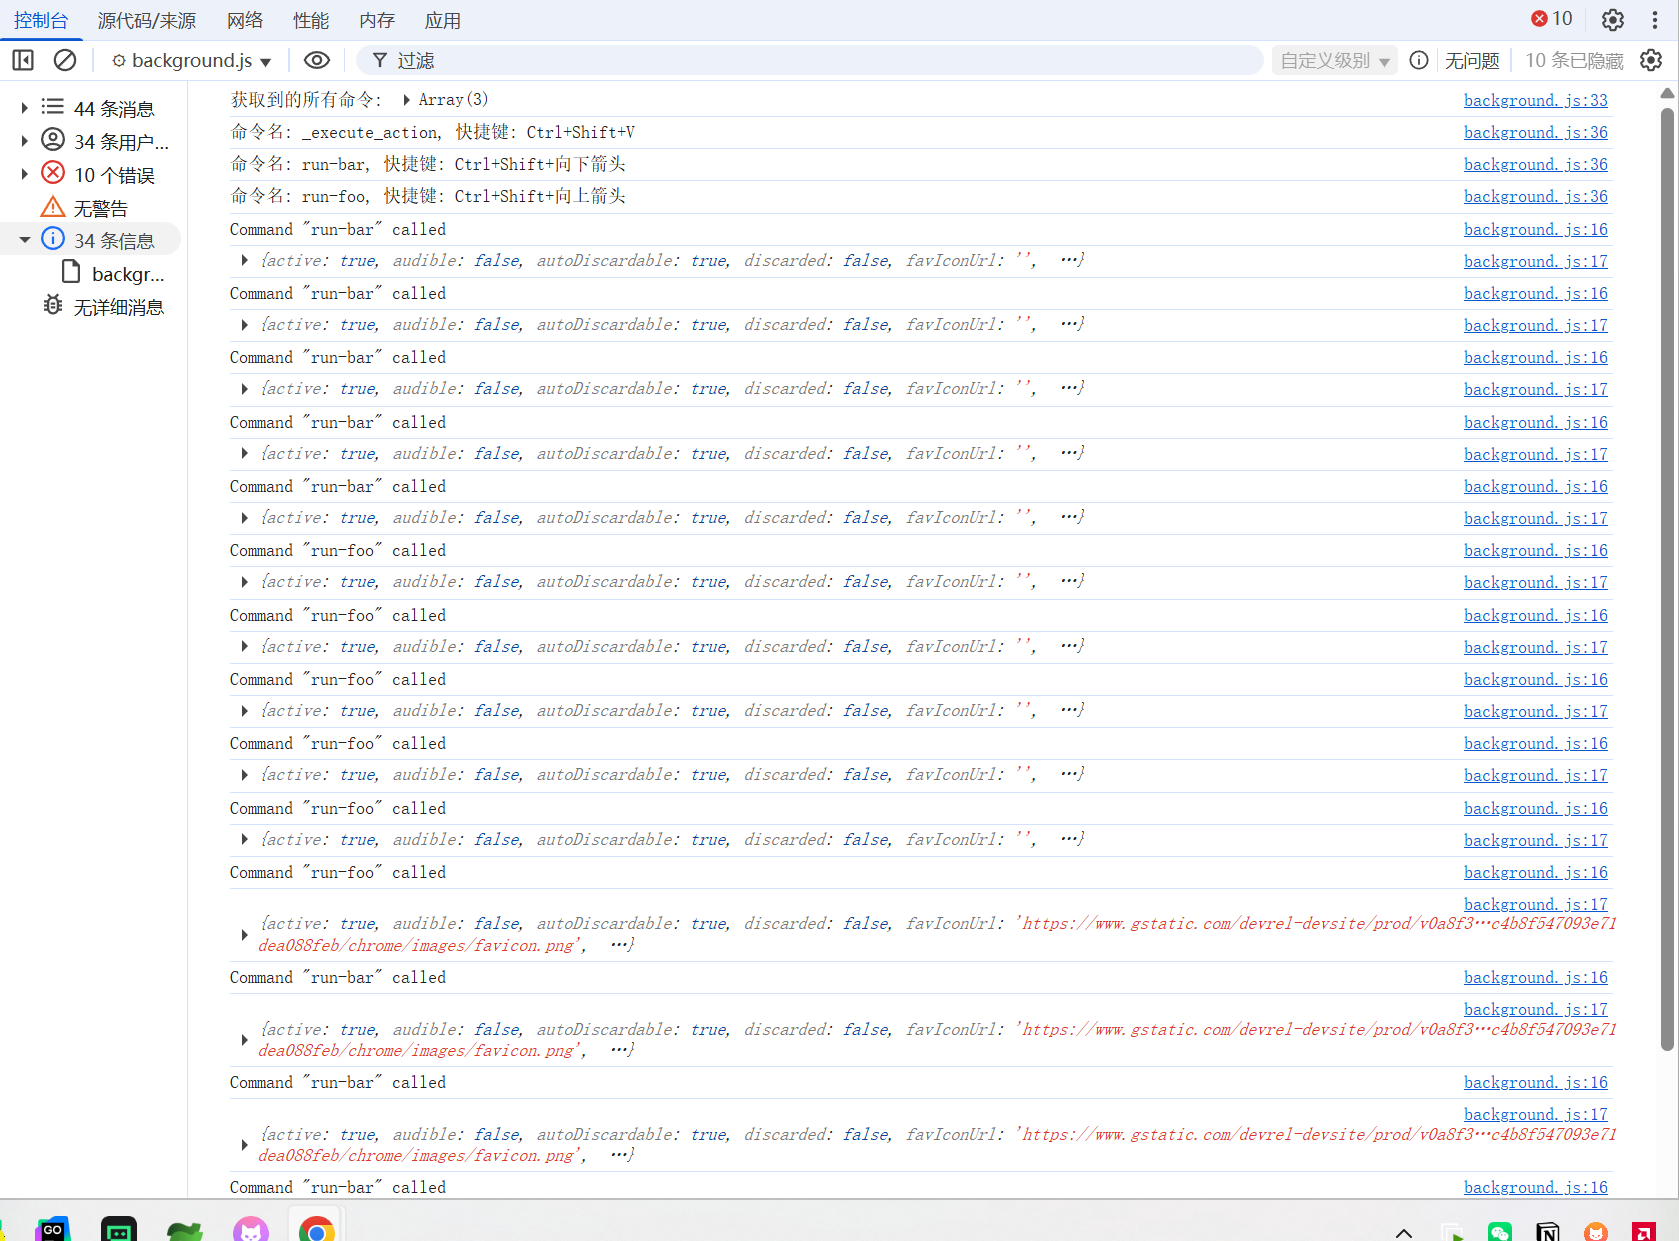 控制台 源代码/来源 网络 性能 内存 应用 10
background.js ▼ 过滤 自定义级别 ▼ 无问题 10 条已隐藏
44 条消息
34 条用户...
10 个错误
无警告
34 条信息
backgr...
无详细消息
获取到的所有命令: ▶ Array(3) background.js:33
命令名: _execute_action, 快捷键: Ctrl+Shift+V background.js:36
命令名: run-bar, 快捷键: Ctrl+Shift+向下箭头 background.js:36
命令名: run-foo, 快捷键: Ctrl+Shift+向上箭头 background.js:36
Command "run-bar" called background.js:16
▶ {active: true, audible: false, autoDiscardable: true, discarded: false, favIconUrl: '', …} background.js:17
Command "run-bar" called background.js:16
▶ {active: true, audible: false, autoDiscardable: true, discarded: false, favIconUrl: '', …} background.js:17
Command "run-bar" called background.js:16
▶ {active: true, audible: false, autoDiscardable: true, discarded: false, favIconUrl: '', …} background.js:17
Command "run-bar" called background.js:16
▶ {active: true, audible: false, autoDiscardable: true, discarded: false, favIconUrl: '', …} background.js:17
Command "run-bar" called background.js:16
▶ {active: true, audible: false, autoDiscardable: true, discarded: false, favIconUrl: '', …} background.js:17
Command "run-foo" called background.js:16
▶ {active: true, audible: false, autoDiscardable: true, discarded: false, favIconUrl: '', …} background.js:17
Command "run-foo" called background.js:16
▶ {active: true, audible: false, autoDiscardable: true, discarded: false, favIconUrl: '', …} background.js:17
Command "run-foo" called background.js:16
▶ {active: true, audible: false, autoDiscardable: true, discarded: false, favIconUrl: '', …} background.js:17
Command "run-foo" called background.js:16
▶ {active: true, audible: false, autoDiscardable: true, discarded: false, favIconUrl: '', …} background.js:17
Command "run-foo" called background.js:16
▶ {active: true, audible: false, autoDiscardable: true, discarded: false, favIconUrl: '', …} background.js:17
Command "run-foo" called background.js:16
background.js:17
▶ {active: true, audible: false, autoDiscardable: true, discarded: false, favIconUrl: 'https://www.gstatic.com/devrel-devsite/prod/v0a8f3…c4b8f547093e71
dea088feb/chrome/images/favicon.png', …}
Command "run-bar" called background.js:16
background.js:17
▶ {active: true, audible: false, autoDiscardable: true, discarded: false, favIconUrl: 'https://www.gstatic.com/devrel-devsite/prod/v0a8f3…c4b8f547093e71
dea088feb/chrome/images/favicon.png', …}
Command "run-bar" called background.js:16
background.js:17
▶ {active: true, audible: false, autoDiscardable: true, discarded: false, favIconUrl: 'https://www.gstatic.com/devrel-devsite/prod/v0a8f3…c4b8f547093e71
dea088feb/chrome/images/favicon.png', …}
Command "run-bar" called background.js:16
GO